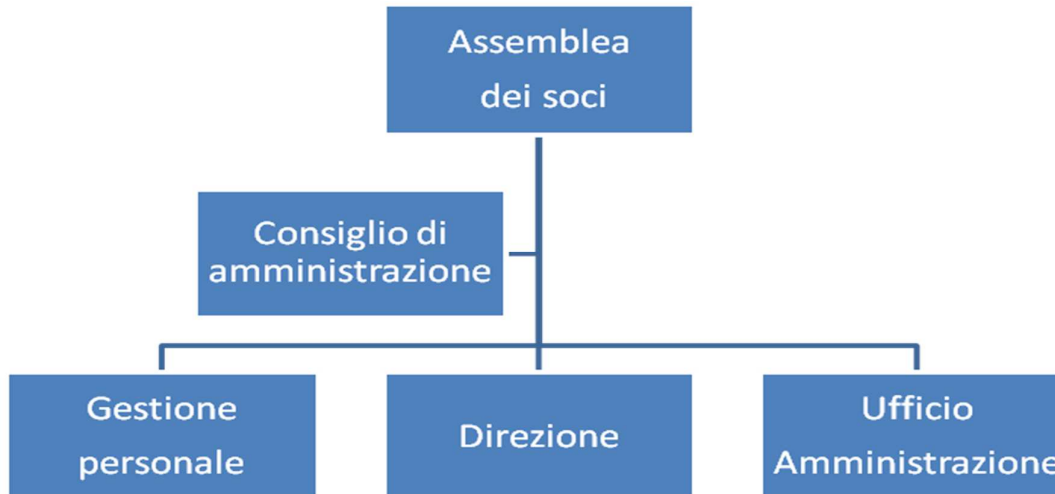 Assemblea
dei soci
Consiglio di
amministrazione
Gestione
personale
Direzione
Ufficio
Amministrazione